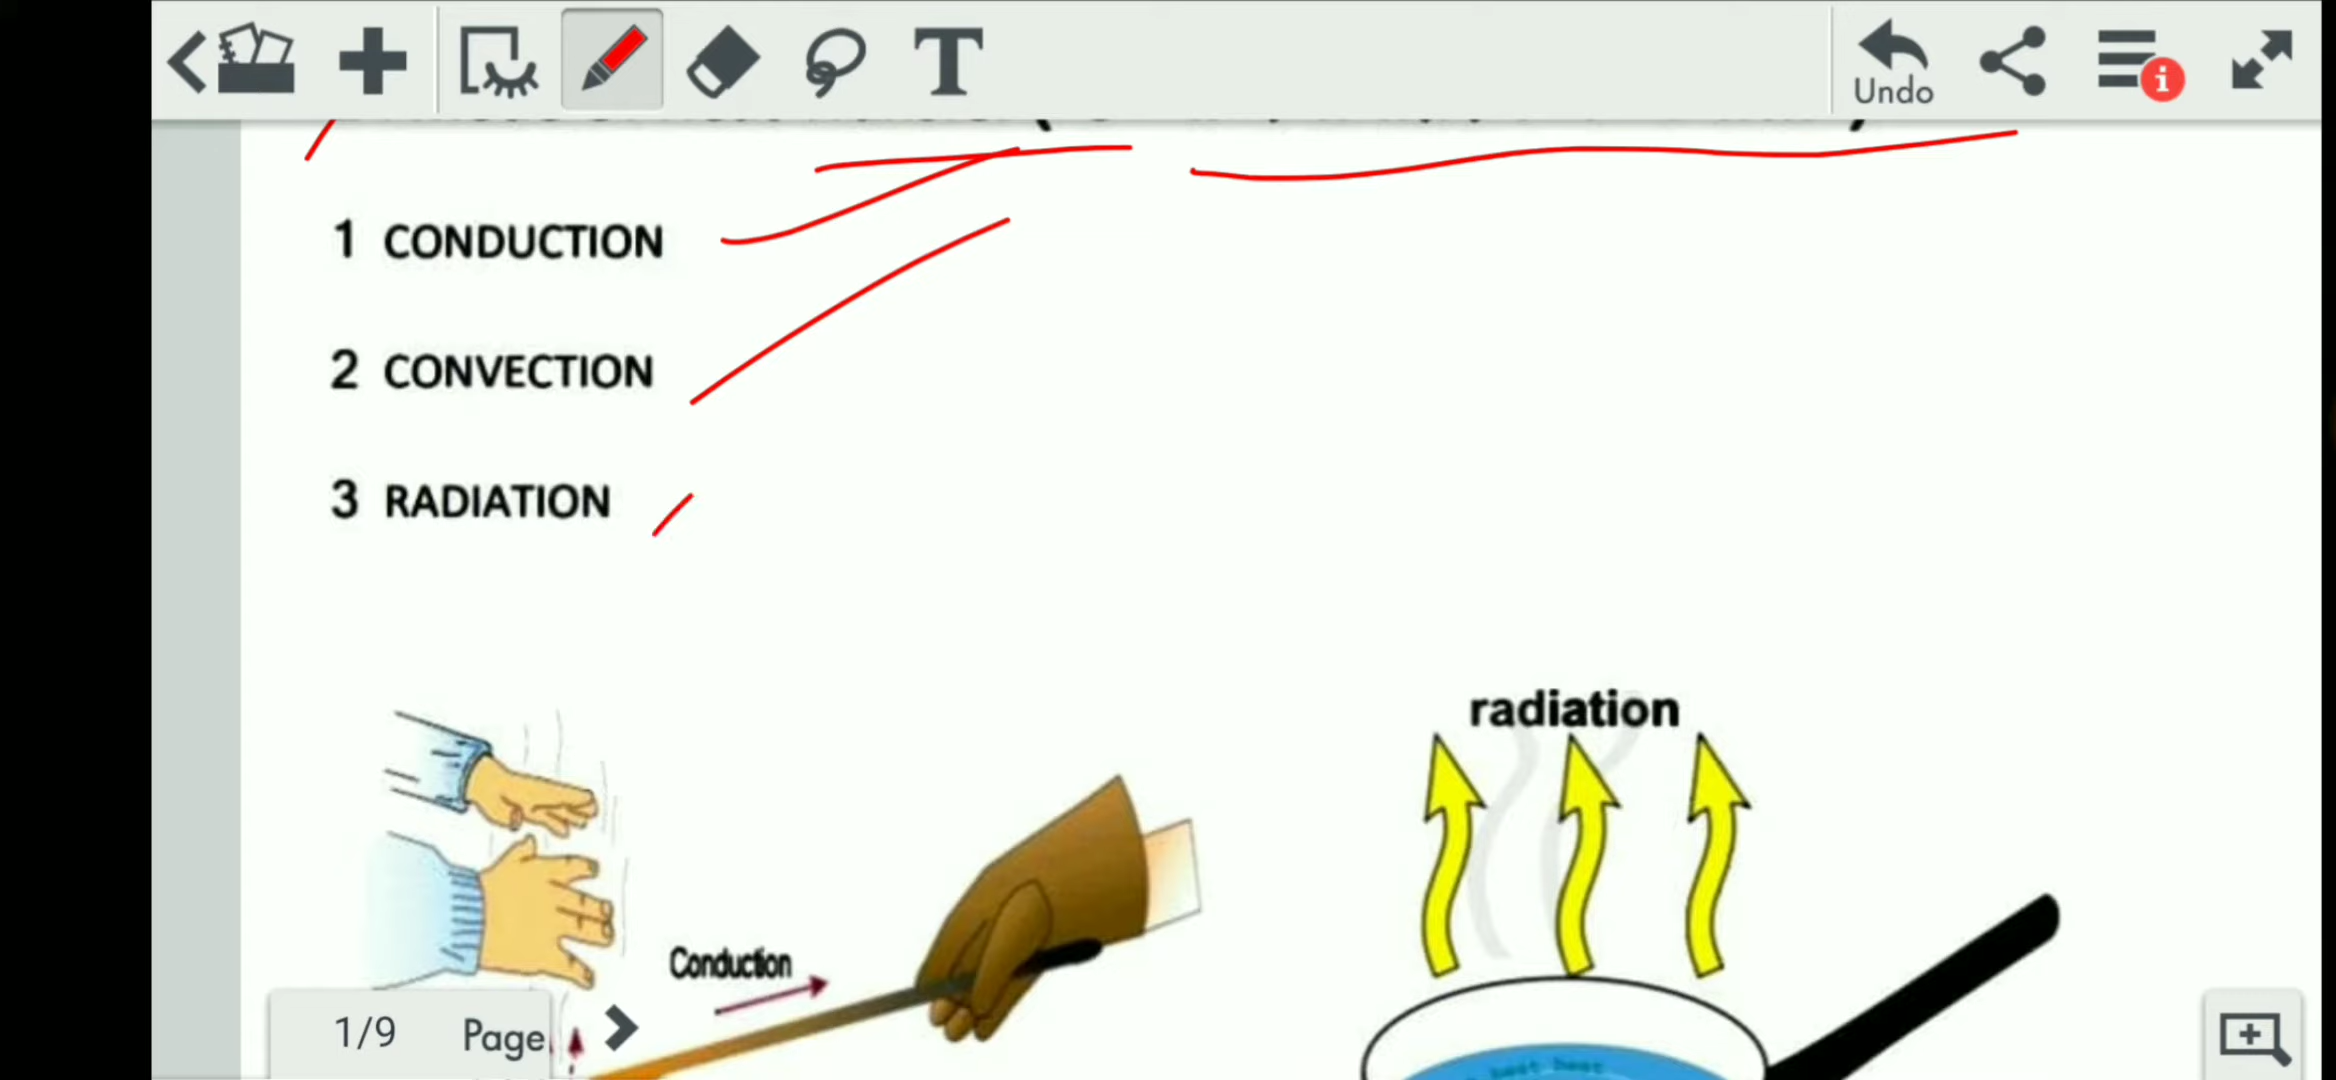 Undo
1 CONDUCTION
2 CONVECTION
3 RADIATION
radiation
Conduction
1/9 Page